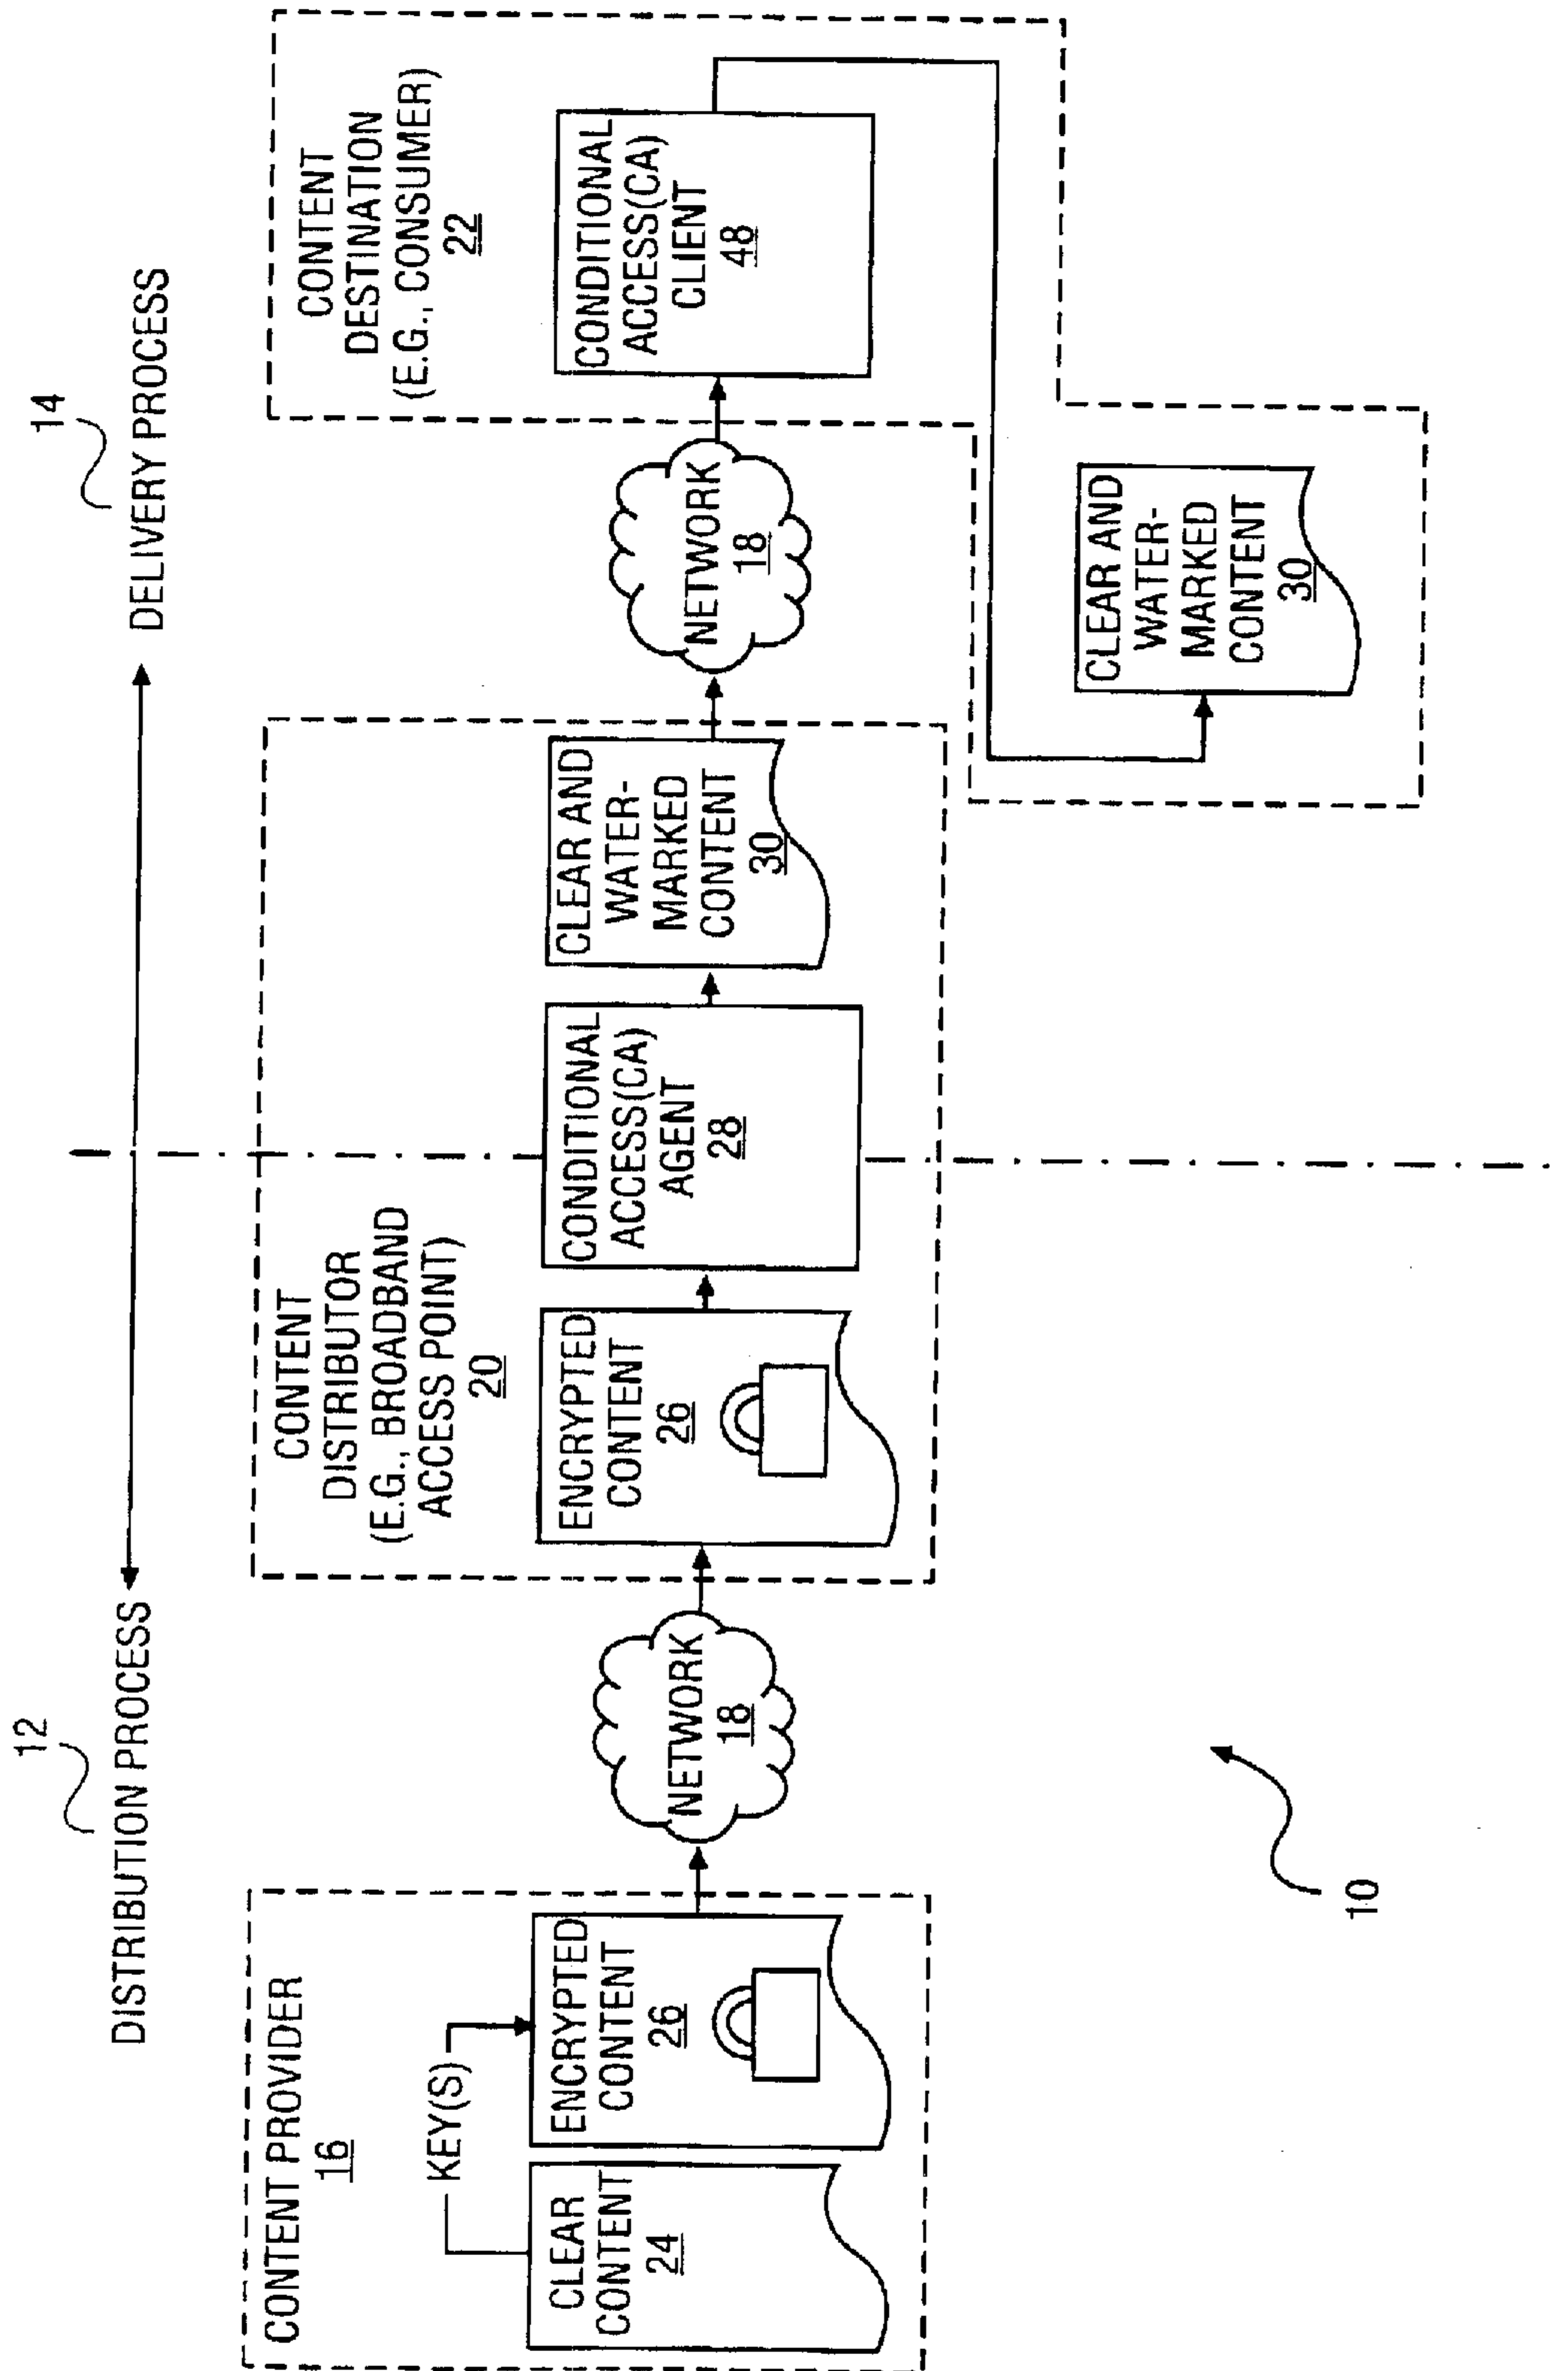 12
DISTRIBUTION PROCESS
14
DELIVERY PROCESS
CONTENT PROVIDER
16
KEY(S)
CLEAR
CONTENT
24
ENCRYPTED
CONTENT
26
NETWORK
18
CONTENT
DISTRIBUTOR
(E.G., BROADBAND
ACCESS POINT)
20
ENCRYPTED
CONTENT
26
CONDITIONAL
ACCESS(CA)
AGENT
28
CLEAR AND
WATER-
MARKED
CONTENT
30
NETWORK
18
CONTENT
DESTINATION
(E.G., CONSUMER)
22
CONDITIONAL
ACCESS(CA)
CLIENT
48
CLEAR AND
WATER-
MARKED
CONTENT
30
10